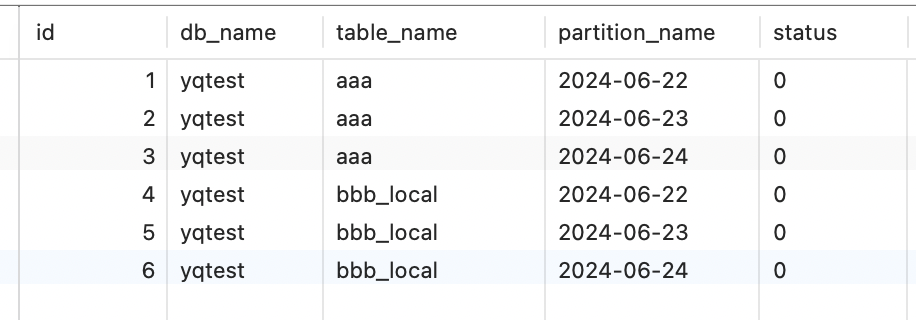 id db_name table_name partition_name status
1 yqtest aaa 2024-06-22 0
2 yqtest aaa 2024-06-23 0
3 yqtest aaa 2024-06-24 0
4 yqtest bbb_local 2024-06-22 0
5 yqtest bbb_local 2024-06-23 0
6 yqtest bbb_local 2024-06-24 0